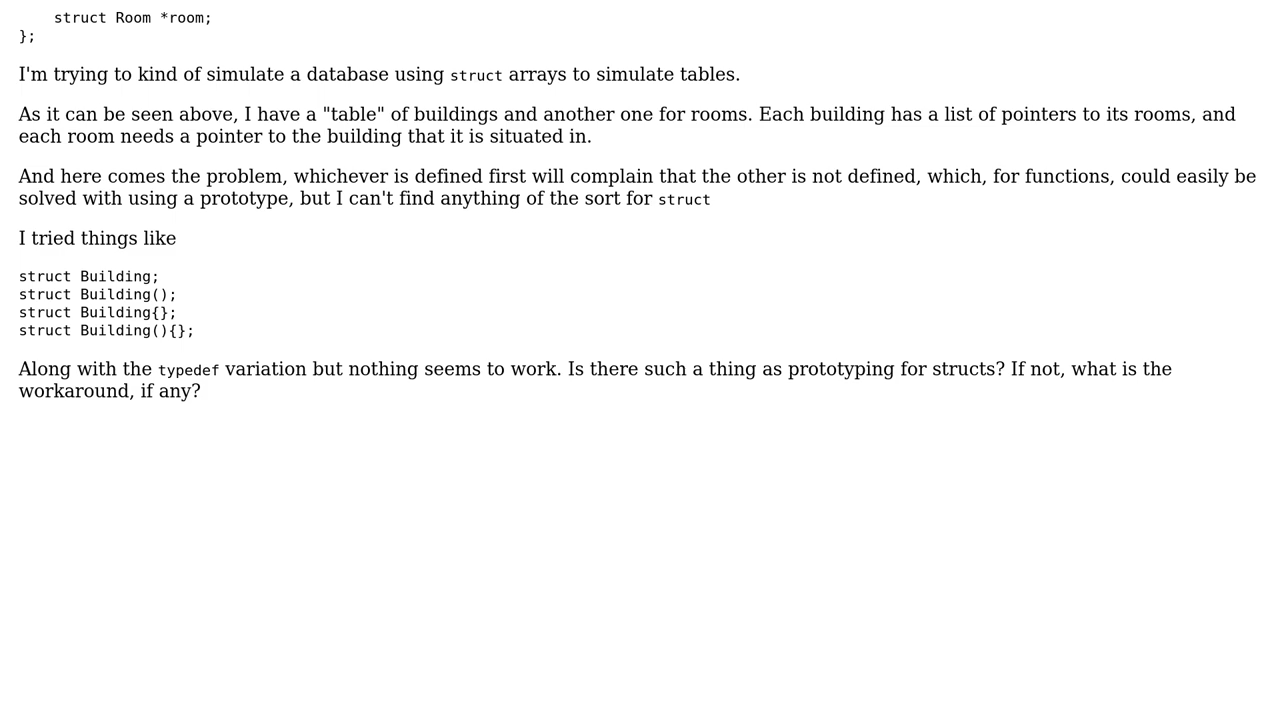 struct Room *room;
};
I'm trying to kind of simulate a database using struct arrays to simulate tables.
As it can be seen above, I have a "table" of buildings and another one for rooms. Each building has a list of pointers to its rooms, and
each room needs a pointer to the building that it is situated in.
And here comes the problem, whichever is defined first will complain that the other is not defined, which, for functions, could easily be
solved with using a prototype, but I can't find anything of the sort for struct
I tried things like
struct Building;
struct Building();
struct Building{};
struct Building(){};
Along with the typedef variation but nothing seems to work. Is there such a thing as prototyping for structs? If not, what is the
workaround, if any?